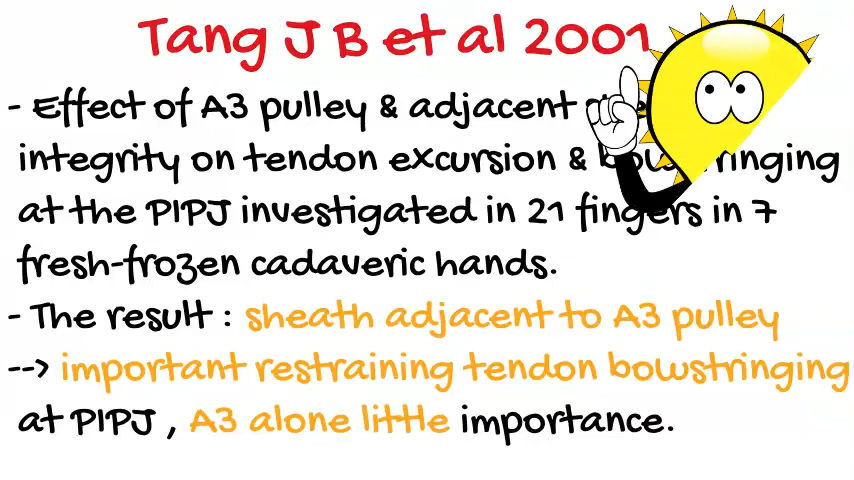 Tang J B et al 2001
- Effect of A3 pulley & adjacent
integrity on tendon excursion & bowstringing
at the PIPJ investigated in 21 fingers in 7
fresh-frozen cadaveric hands.
- The result : sheath adjacent to A3 pulley
--> important restraining tendon bowstringing
at PIPJ , A3 alone little importance.